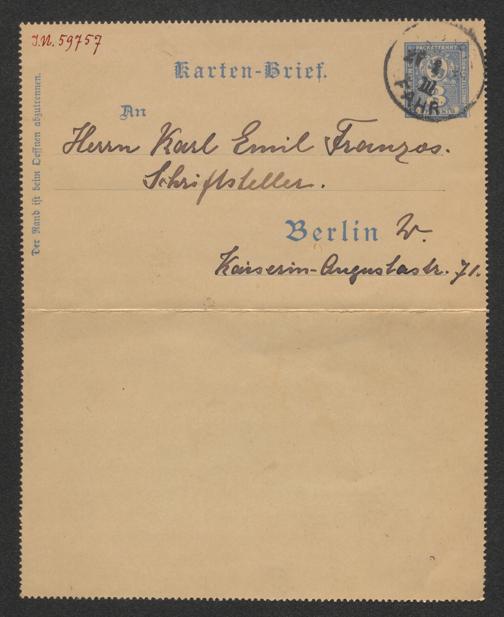 I.N. 59757
PACKETFAHRT
Karten-Brief.
An
Herrn Karl Emil Franzos.
Schriftsteller.
Berlin W.
Kaiserin-Augustastr. 71.
Der Rand ist beim Oeffnen abzutrennen.